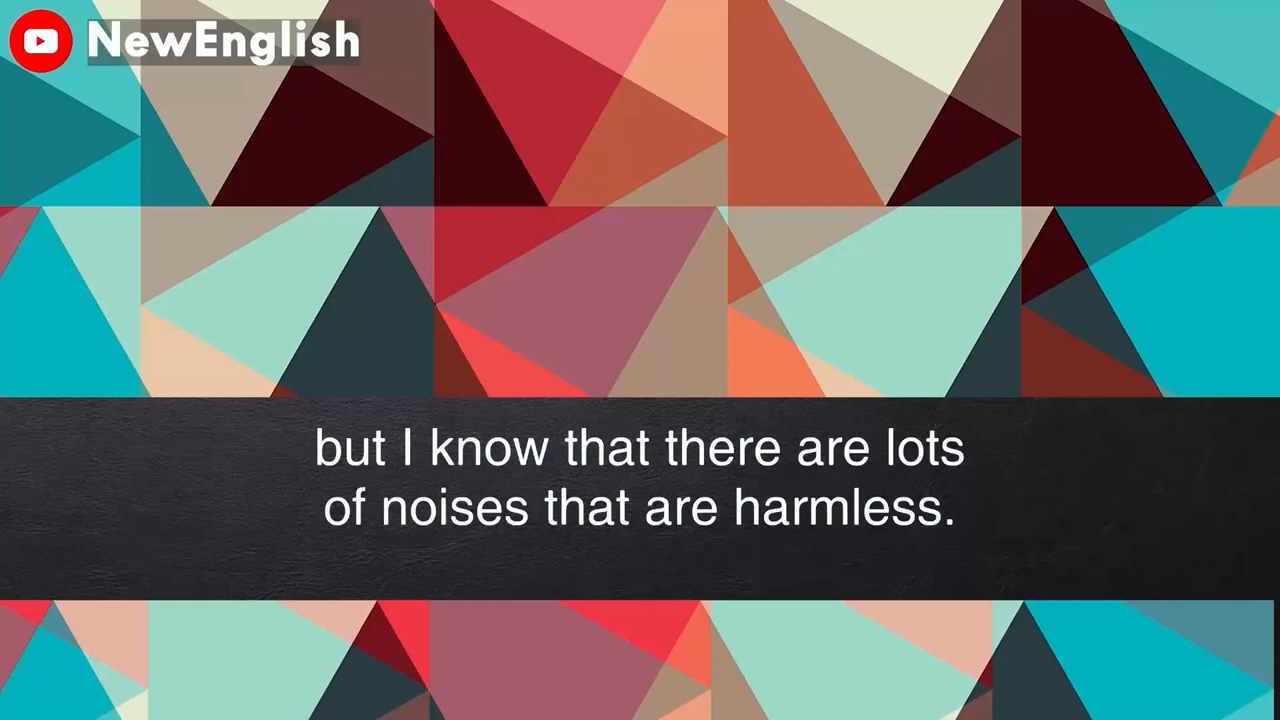 NewEnglish
but I know that there are lots
of noises that are harmless.